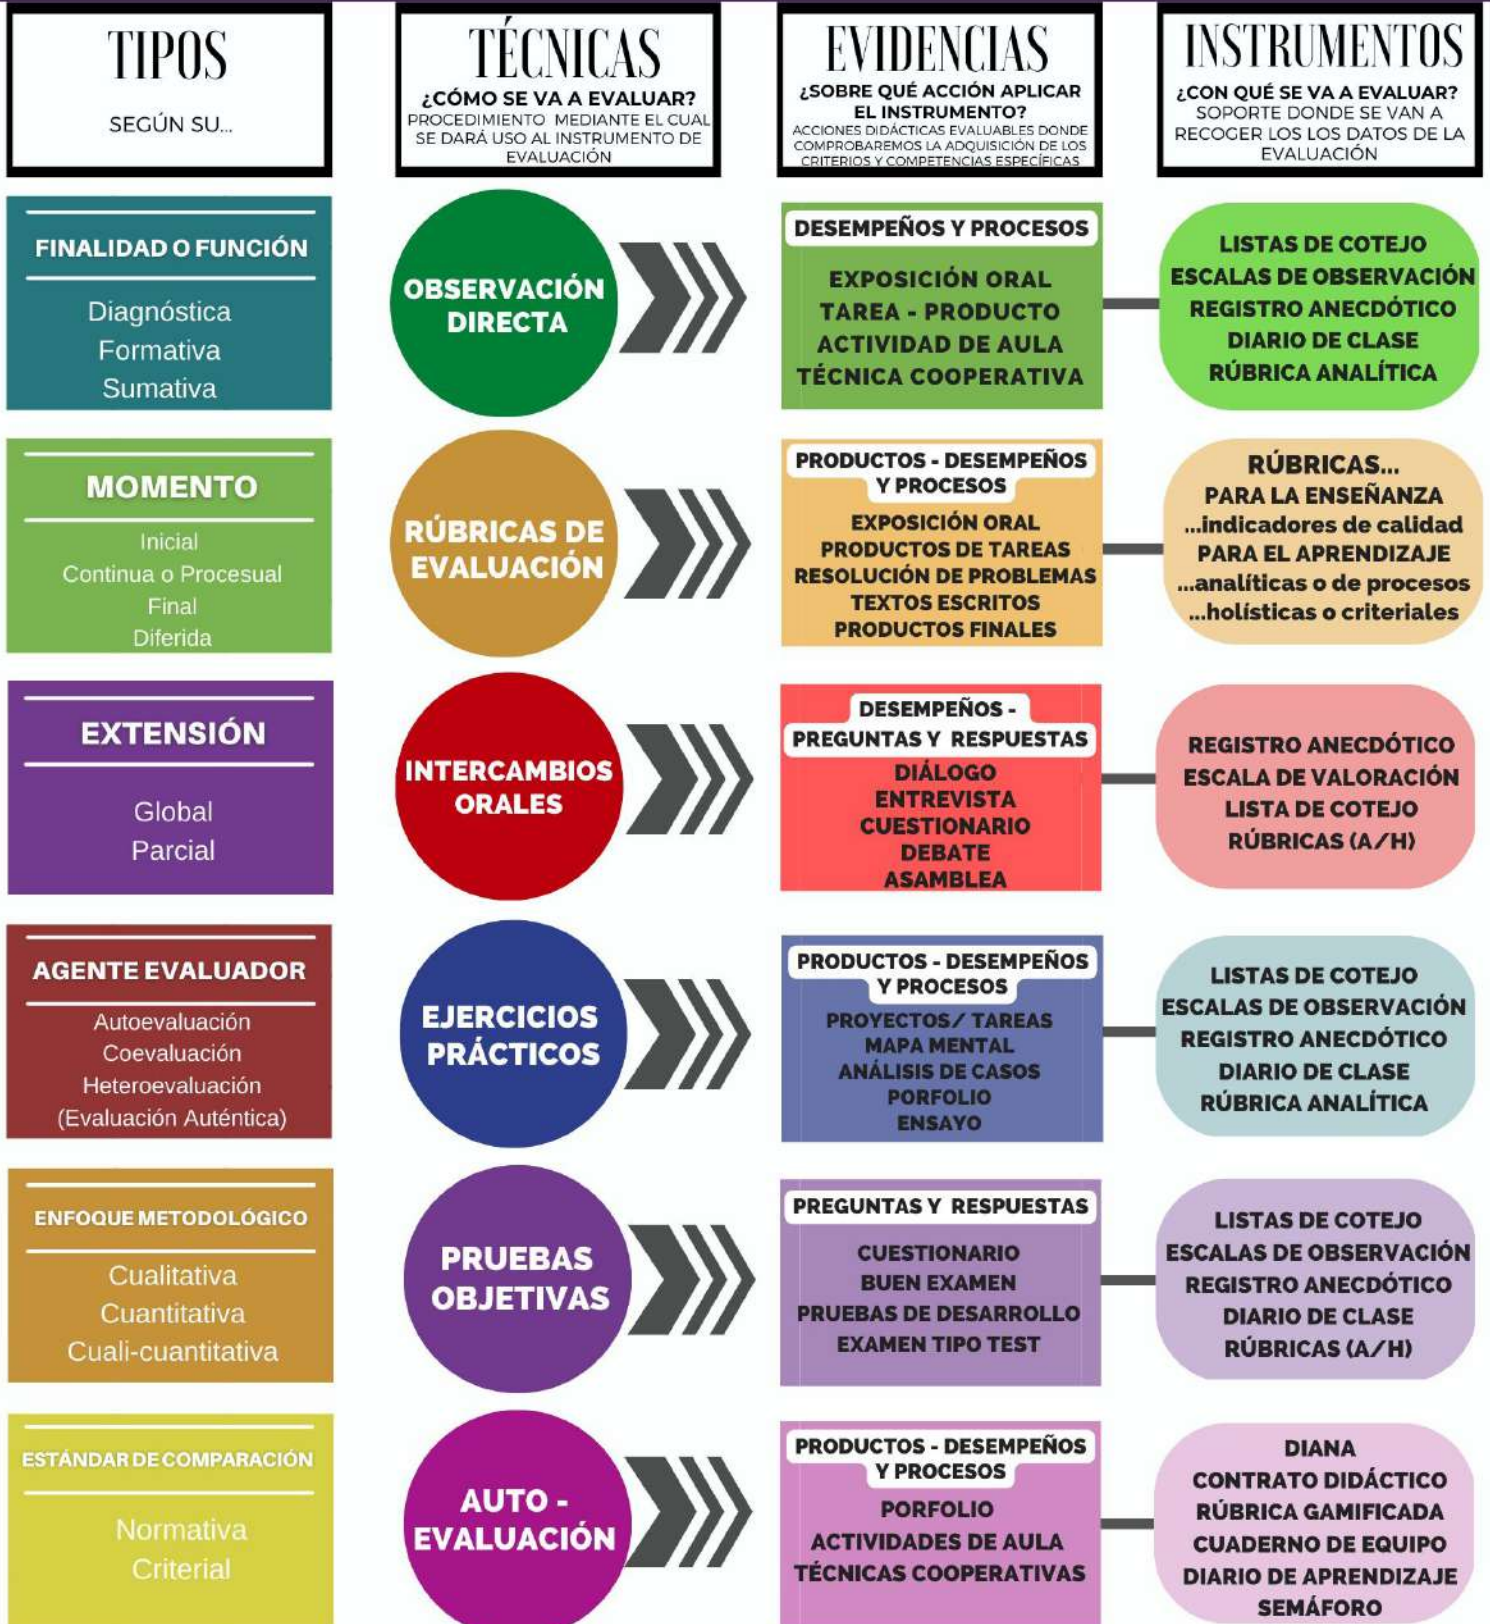 TIPOS
SEGÚN SU...
TÉCNICAS
¿CÓMO SE VA A EVALUAR?
PROCEDIMIENTO MEDIANTE EL CUAL
SE DARÁ USO AL INSTRUMENTO DE
EVALUACIÓN
EVIDENCIAS
¿SOBRE QUÉ ACCIÓN APLICAR
EL INSTRUMENTO?
ACCIONES DIDÁCTICAS EVALUABLES DONDE
COMPROBAREMOS LA ADQUISICIÓN DE LOS
CRITERIOS Y COMPETENCIAS ESPECÍFICAS
INSTRUMENTOS
¿CON QUÉ SE VA A EVALUAR?
SOPORTE DONDE SE VAN A
RECOGER LOS LOS DATOS DE LA
EVALUACIÓN
FINALIDAD O FUNCIÓN
Diagnóstica
Formativa
Sumativa
OBSERVACIÓN
DIRECTA
DESEMPEÑOS Y PROCESOS
EXPOSICIÓN ORAL
TAREA - PRODUCTO
ACTIVIDAD DE AULA
TÉCNICA COOPERATIVA
LISTAS DE COTEJO
ESCALAS DE OBSERVACIÓN
REGISTRO ANECDÓTICO
DIARIO DE CLASE
RÚBRICA ANALÍTICA
MOMENTO
Inicial
Continua o Procesual
Final
Diferida
RÚBRICAS DE
EVALUACIÓN
PRODUCTOS - DESEMPEÑOS
Y PROCESOS
EXPOSICIÓN ORAL
PRODUCTOS DE TAREAS
RESOLUCIÓN DE PROBLEMAS
TEXTOS ESCRITOS
PRODUCTOS FINALES
RÚBRICAS...
PARA LA ENSEÑANZA
...indicadores de calidad
PARA EL APRENDIZAJE
...analíticas o de procesos
...holísticas o criteriales
EXTENSIÓN
Global
Parcial
INTERCAMBIOS
ORALES
DESEMPEÑOS -
PREGUNTAS Y RESPUESTAS
DIÁLOGO
ENTREVISTA
CUESTIONARIO
DEBATE
ASAMBLEA
REGISTRO ANECDÓTICO
ESCALA DE VALORACIÓN
LISTA DE COTEJO
RÚBRICAS (A/H)
AGENTE EVALUADOR
Autoevaluación
Coevaluación
Heteroevaluación
(Evaluación Auténtica)
EJERCICIOS
PRÁCTICOS
PRODUCTOS - DESEMPEÑOS
Y PROCESOS
PROYECTOS/ TAREAS
MAPA MENTAL
ANÁLISIS DE CASOS
PORFOLIO
ENSAYO
LISTAS DE COTEJO
ESCALAS DE OBSERVACIÓN
REGISTRO ANECDÓTICO
DIARIO DE CLASE
RÚBRICA ANALÍTICA
ENFOQUE METODOLÓGICO
Cualitativa
Cuantitativa
Cuali-cuantitativa
PRUEBAS
OBJETIVAS
PREGUNTAS Y RESPUESTAS
CUESTIONARIO
BUEN EXAMEN
PRUEBAS DE DESARROLLO
EXAMEN TIPO TEST
LISTAS DE COTEJO
ESCALAS DE OBSERVACIÓN
REGISTRO ANECDÓTICO
DIARIO DE CLASE
RÚBRICAS (A/H)
ESTÁNDAR DE COMPARACIÓN
Normativa
Criterial
AUTO -
EVALUACIÓN
PRODUCTOS - DESEMPEÑOS
Y PROCESOS
PORFOLIO
ACTIVIDADES DE AULA
TÉCNICAS COOPERATIVAS
DIANA
CONTRATO DIDÁCTICO
RÚBRICA GAMIFICADA
CUADERNO DE EQUIPO
DIARIO DE APRENDIZAJE
SEMÁFORO